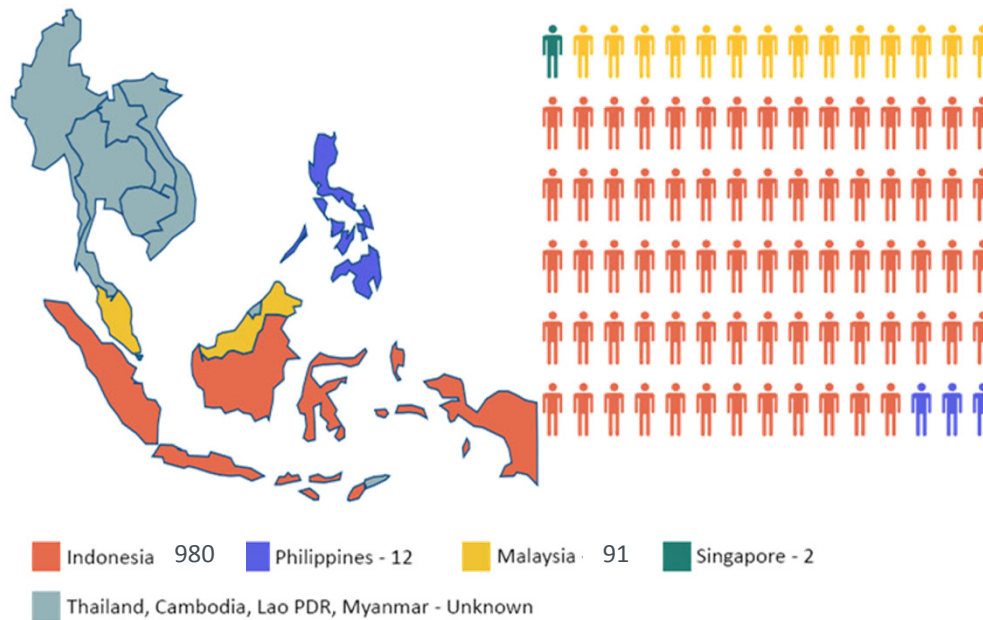 Indonesia 980 Philippines - 12 Malaysia 91 Singapore - 2
Thailand, Cambodia, Lao PDR, Myanmar - Unknown